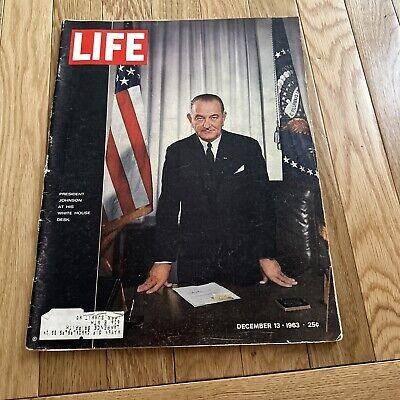 LIFE
PRESIDENT
JOHNSON
AT HIS
WHITE HOUSE
DESK
DECEMBER 13 · 1963 · 25¢